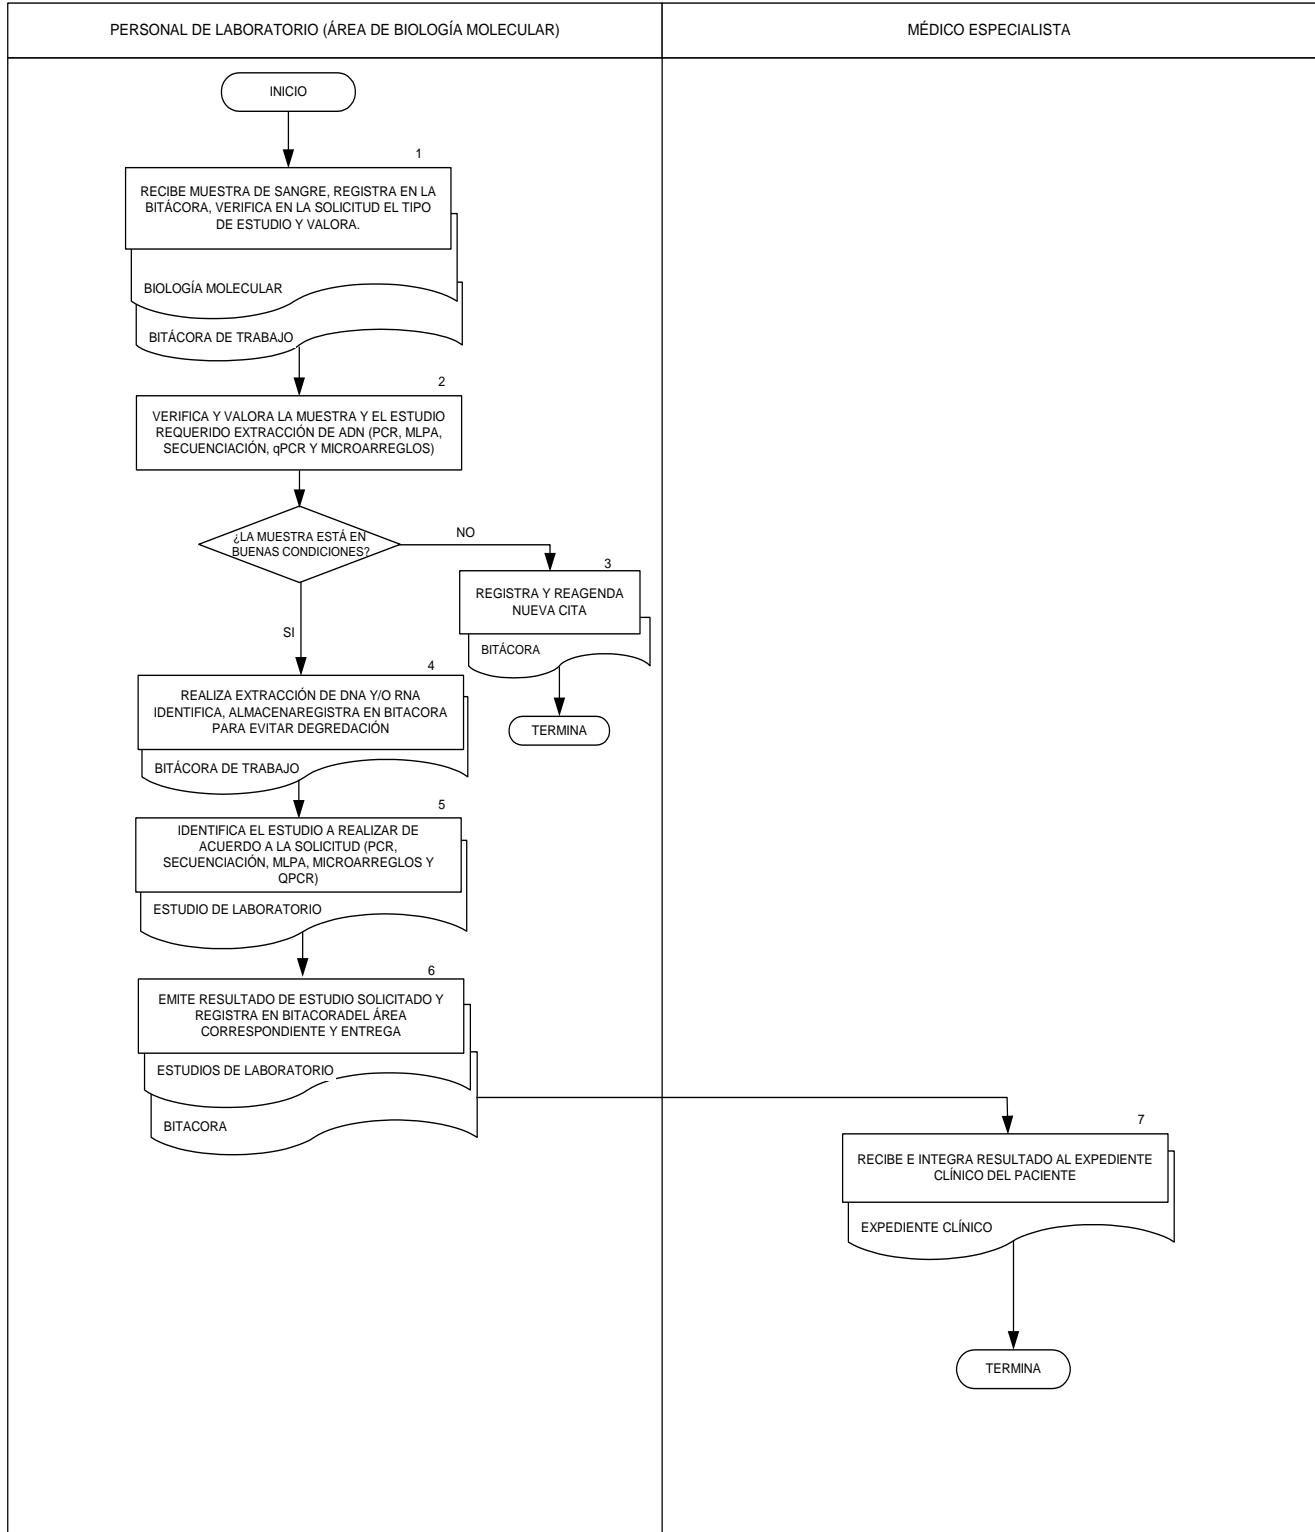 PERSONAL DE LABORATORIO (ÁREA DE BIOLOGÍA MOLECULAR)
MÉDICO ESPECIALISTA
INICIO
1
RECIBE MUESTRA DE SANGRE, REGISTRA EN LA
BITÁCORA, VERIFICA EN LA SOLICITUD EL TIPO
DE ESTUDIO Y VALORA.
BIOLOGÍA MOLECULAR
BITÁCORA DE TRABAJO
2
VERIFICA Y VALORA LA MUESTRA Y EL ESTUDIO
REQUERIDO EXTRACCIÓN DE ADN (PCR, MLPA,
SECUENCIACIÓN, qPCR Y MICROARREGLOS)
¿LA MUESTRA ESTÁ EN
BUENAS CONDICIONES?
NO
3
REGISTRA Y REAGENDA
NUEVA CITA
BITÁCORA
TERMINA
SI
4
REALIZA EXTRACCIÓN DE DNA Y/O RNA
IDENTIFICA, ALMACENAREGISTRA EN BITACORA
PARA EVITAR DEGREDACIÓN
BITÁCORA DE TRABAJO
5
IDENTIFICA EL ESTUDIO A REALIZAR DE
ACUERDO A LA SOLICITUD (PCR,
SECUENCIACIÓN, MLPA, MICROARREGLOS Y
QPCR)
ESTUDIO DE LABORATORIO
6
EMITE RESULTADO DE ESTUDIO SOLICITADO Y
REGISTRA EN BITACORADEL ÁREA
CORRESPONDIENTE Y ENTREGA
ESTUDIOS DE LABORATORIO
BITACORA
7
RECIBE E INTEGRA RESULTADO AL EXPEDIENTE
CLÍNICO DEL PACIENTE
EXPEDIENTE CLÍNICO
TERMINA